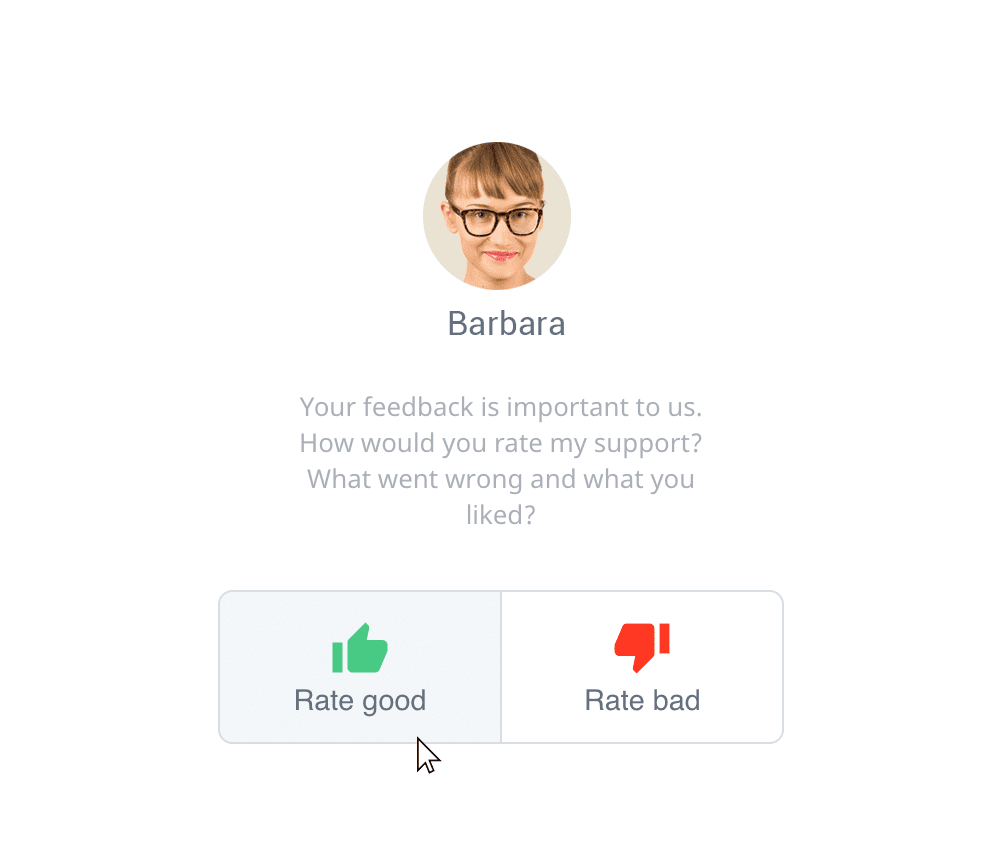 Barbara
Your feedback is important to us.
How would you rate my support?
What went wrong and what you
liked?
Rate good
Rate bad